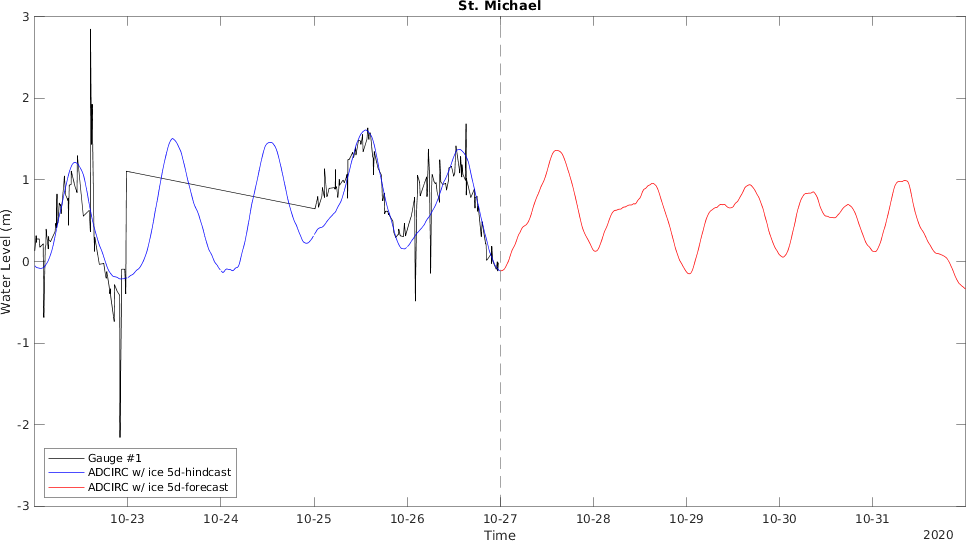 St. Michael
3
2
1
0
-1
-2
-3
Water Level (m)
Gauge #1
ADCIRC w/ ice 5d-hindcast
ADCIRC w/ ice 5d-forecast
10-23
10-24
10-25
10-26
10-27
10-28
10-29
10-30
10-31
Time
2020